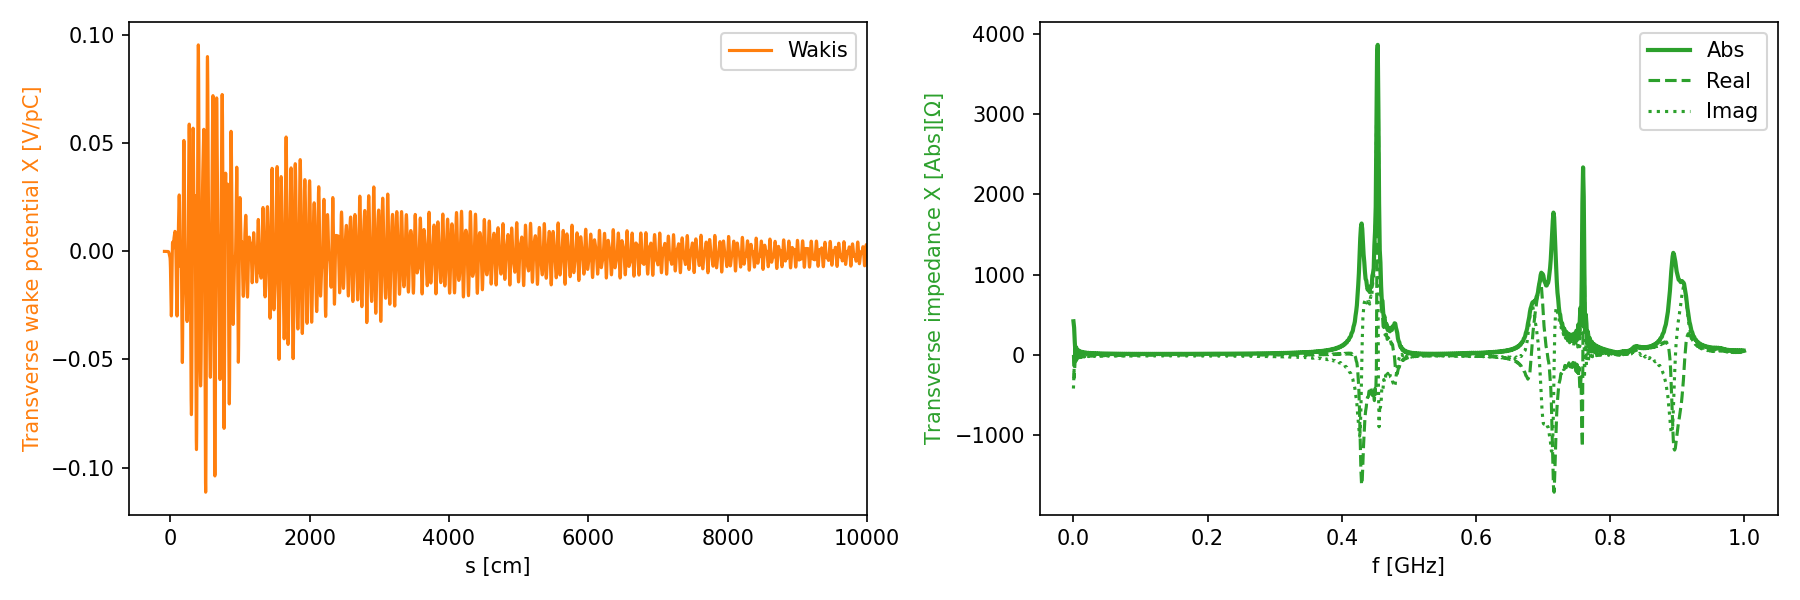 Transverse wake potential X [V/pC]
0.10
0.05
0.00
−0.05
−0.10
0
2000
4000
6000
8000
10000
s [cm]
Wakis
Transverse impedance X [Abs][Ω]
4000
3000
2000
1000
0
−1000
0.0
0.2
0.4
0.6
0.8
1.0
f [GHz]
Abs
Real
Imag